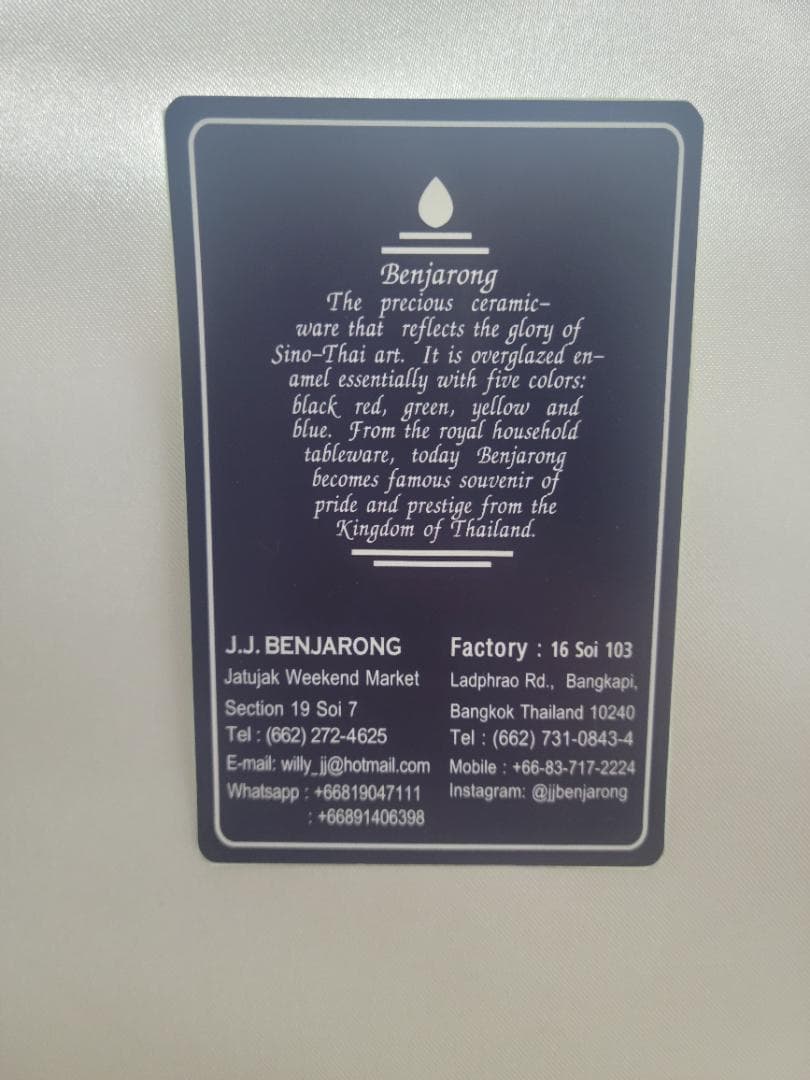 Benjarong
The precious ceramic-
ware that reflects the glory of
Sino-Thai art. It is overglazed en-
amel essentially with five colors:
black red, green, yellow and
blue. From the royal household
tableware, today Benjarong
becomes famous souvenir of
pride and prestige from the
Kingdom of Thailand.
J.J. BENJARONG
Jatujak Weekend Market
Section 19 Soi 7
Tel : (662) 272-4625
E-mail: willy_jj@hotmail.com
Whatsapp : +66819047111
: +66891406398
Factory : 16 Soi 103
Ladphrao Rd., Bangkapi,
Bangkok Thailand 10240
Tel : (662) 731-0843-4
Mobile : +66-83-717-2224
Instagram: @jjbenjarong